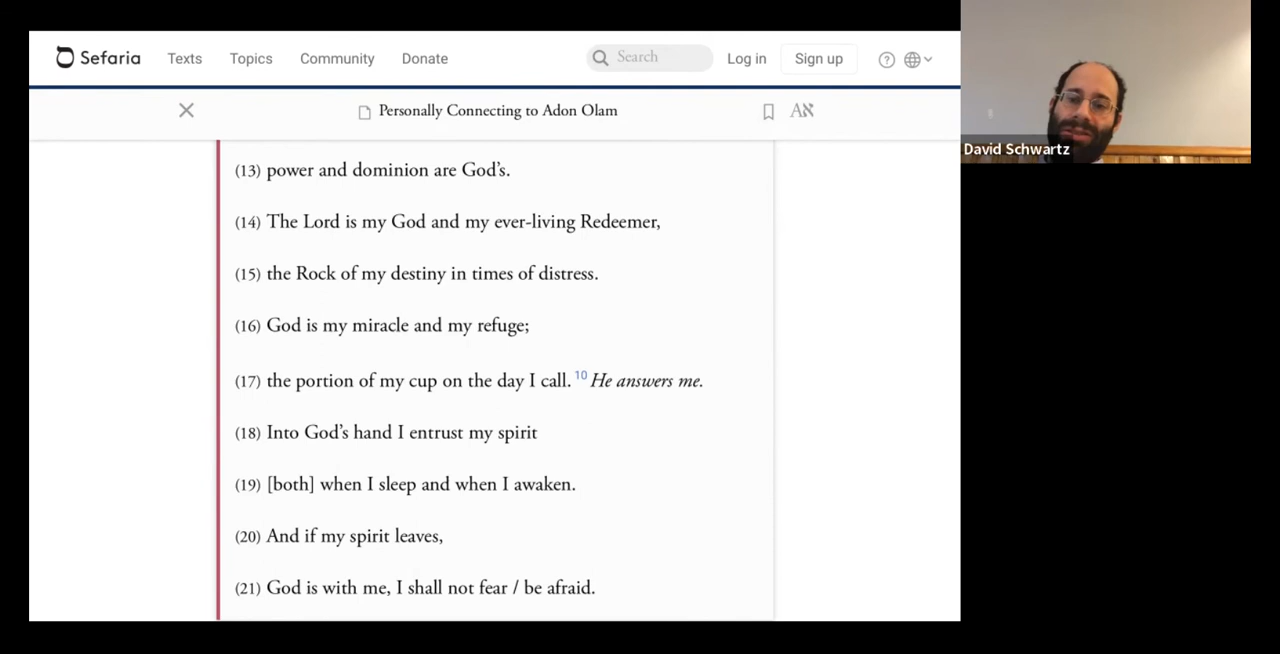 Sefaria Texts Topics Community Donate Search Log in Sign up ?
Personally Connecting to Adon Olam Aא
David Schwartz
(13) power and dominion are God’s.
(14) The Lord is my God and my ever-living Redeemer,
(15) the Rock of my destiny in times of distress.
(16) God is my miracle and my refuge;
(17) the portion of my cup on the day I call. 10 He answers me.
(18) Into God’s hand I entrust my spirit
(19) [both] when I sleep and when I awaken.
(20) And if my spirit leaves,
(21) God is with me, I shall not fear / be afraid.